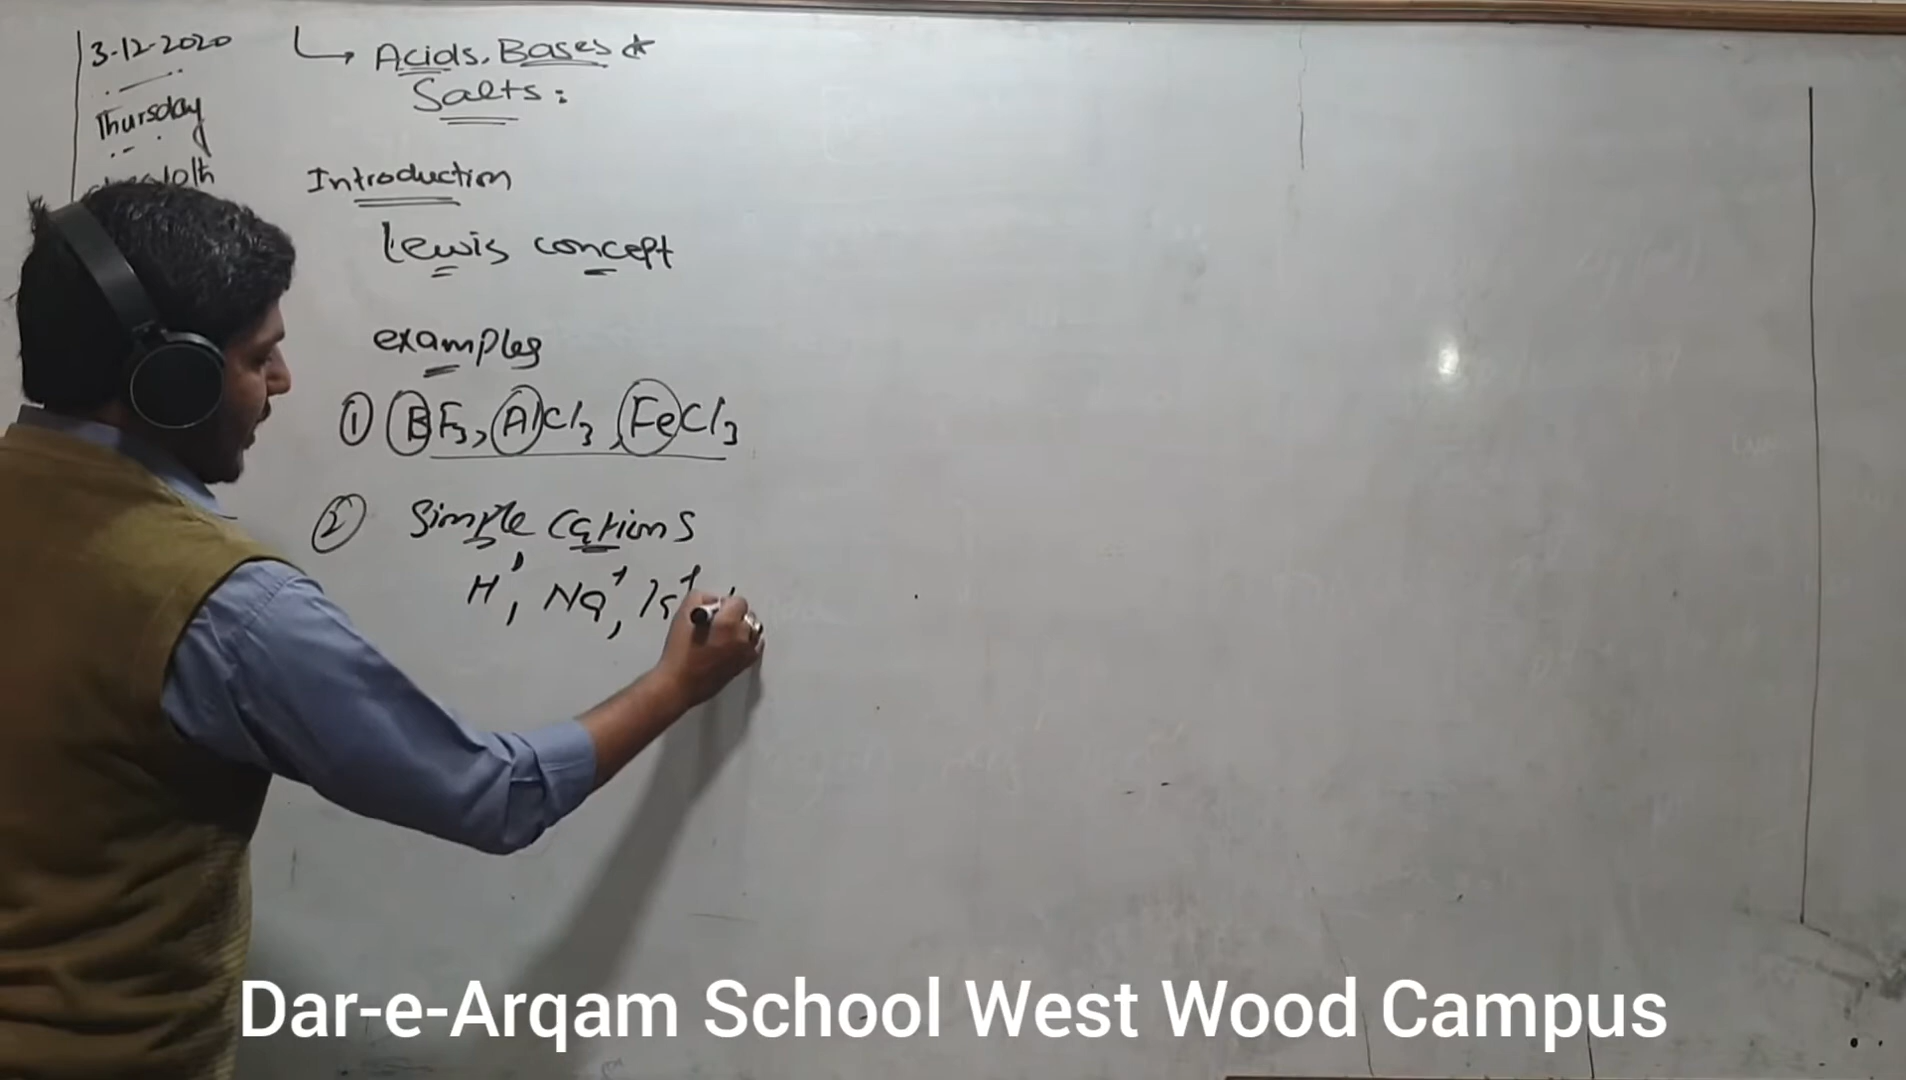 3-12-2020
Thursday
10th
Acids, Bases &
Salts:
Introduction
Lewis concept
examples
① BF₃, AlCl₃, FeCl₃
② Simple Cations
H⁺, Na⁺, K⁺
Dar-e-Arqam School West Wood Campus